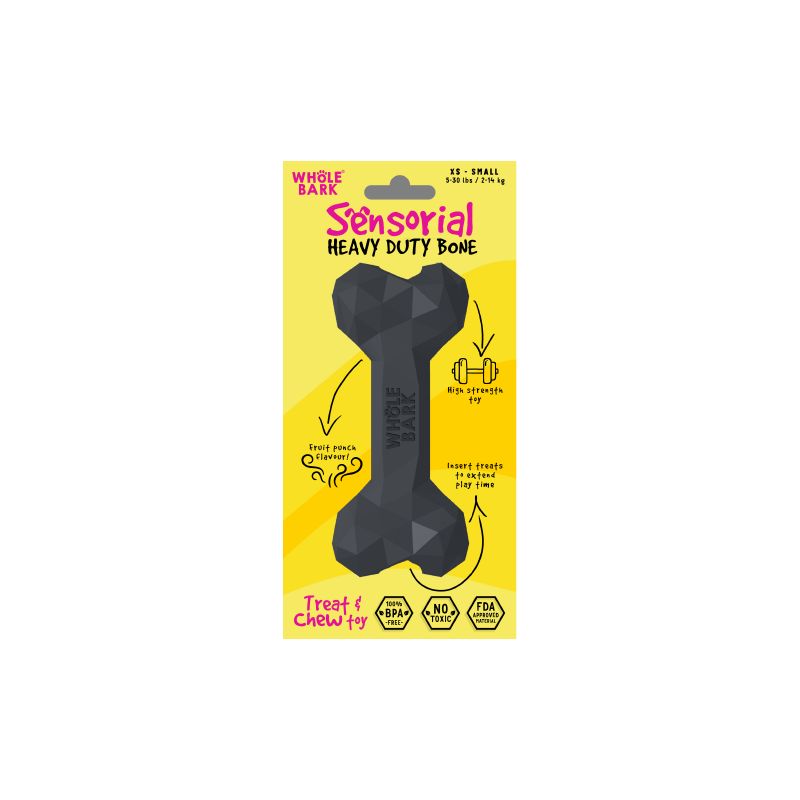 WHOLE
BARK
XS - SMALL
5-30 lbs / 2-14 kg
Sensorial
HEAVY DUTY BONE
High strength
toy
WHOLE
BARK
Fruit punch
flavour!
Insert treats
to extend
play time
Treat &
Chew toy
100%
BPA
-FREE-
NO
TOXIC
FDA
APPROVED
MATERIAL